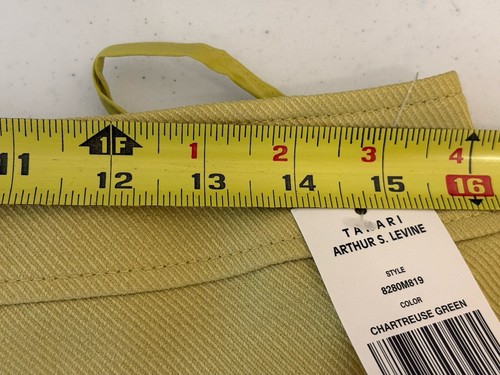 1F 1 2 3 4
11 12 13 14 15 16
TAHARI
ARTHUR S. LEVINE
STYLE
8280M819
COLOR
CHARTREUSE GREEN